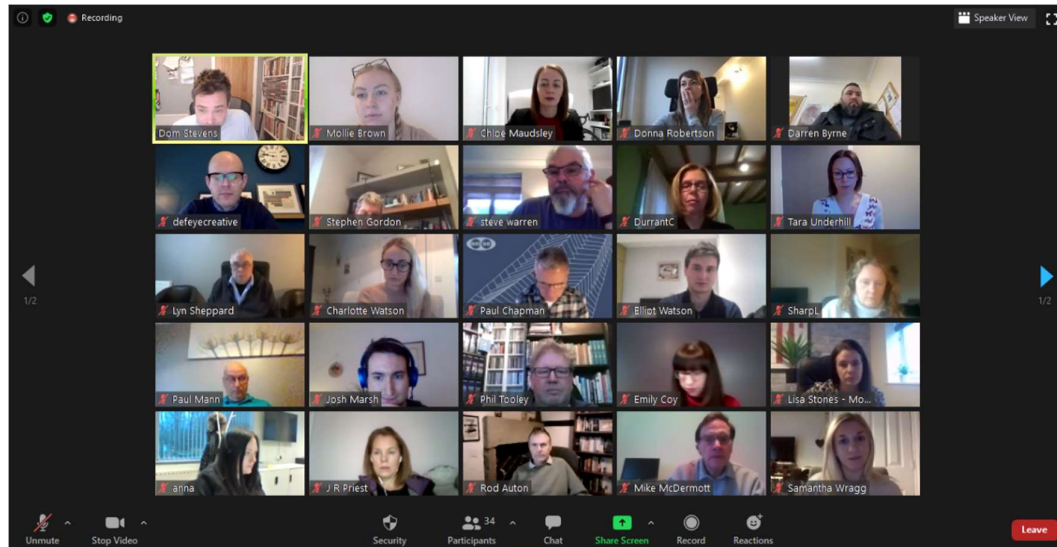 Recording
Speaker View
Dom Stevens
Mollie Brown
Chloe Maudsley
Donna Robertson
Darren Byrne
defeyecreative
Stephen Gordon
steve warren
DurrantC
Tara Underhill
1/2
1/2
Lyn Sheppard
Charlotte Watson
Paul Chapman
Elliot Watson
SharpL
Paul Mann
Josh Marsh
Phil Tooley
Emily Coy
Lisa Stones - Mo...
anna
J R Priest
Rod Auton
Mike McDermott
Samantha Wragg
34
Unmute
Stop Video
Security
Participants
Chat
Share Screen
Record
Reactions
Leave